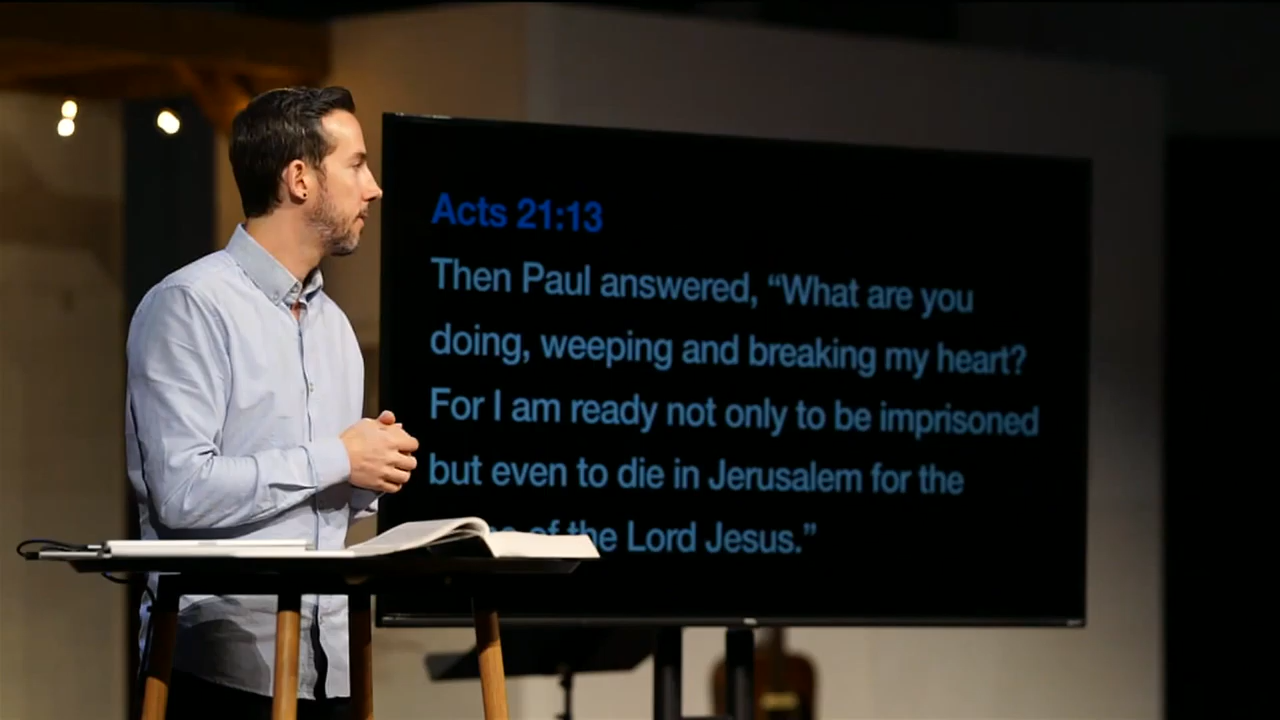 Acts 21:13
Then Paul answered, “What are you
doing, weeping and breaking my heart?
For I am ready not only to be imprisoned
but even to die in Jerusalem for the
of the Lord Jesus.”